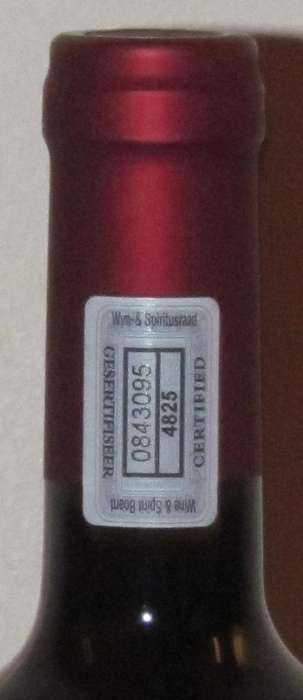 Wyn- & Spiritusraad
GESERTIFISEER
0843095
4825
CERTIFIED
Wine & Spirit Board